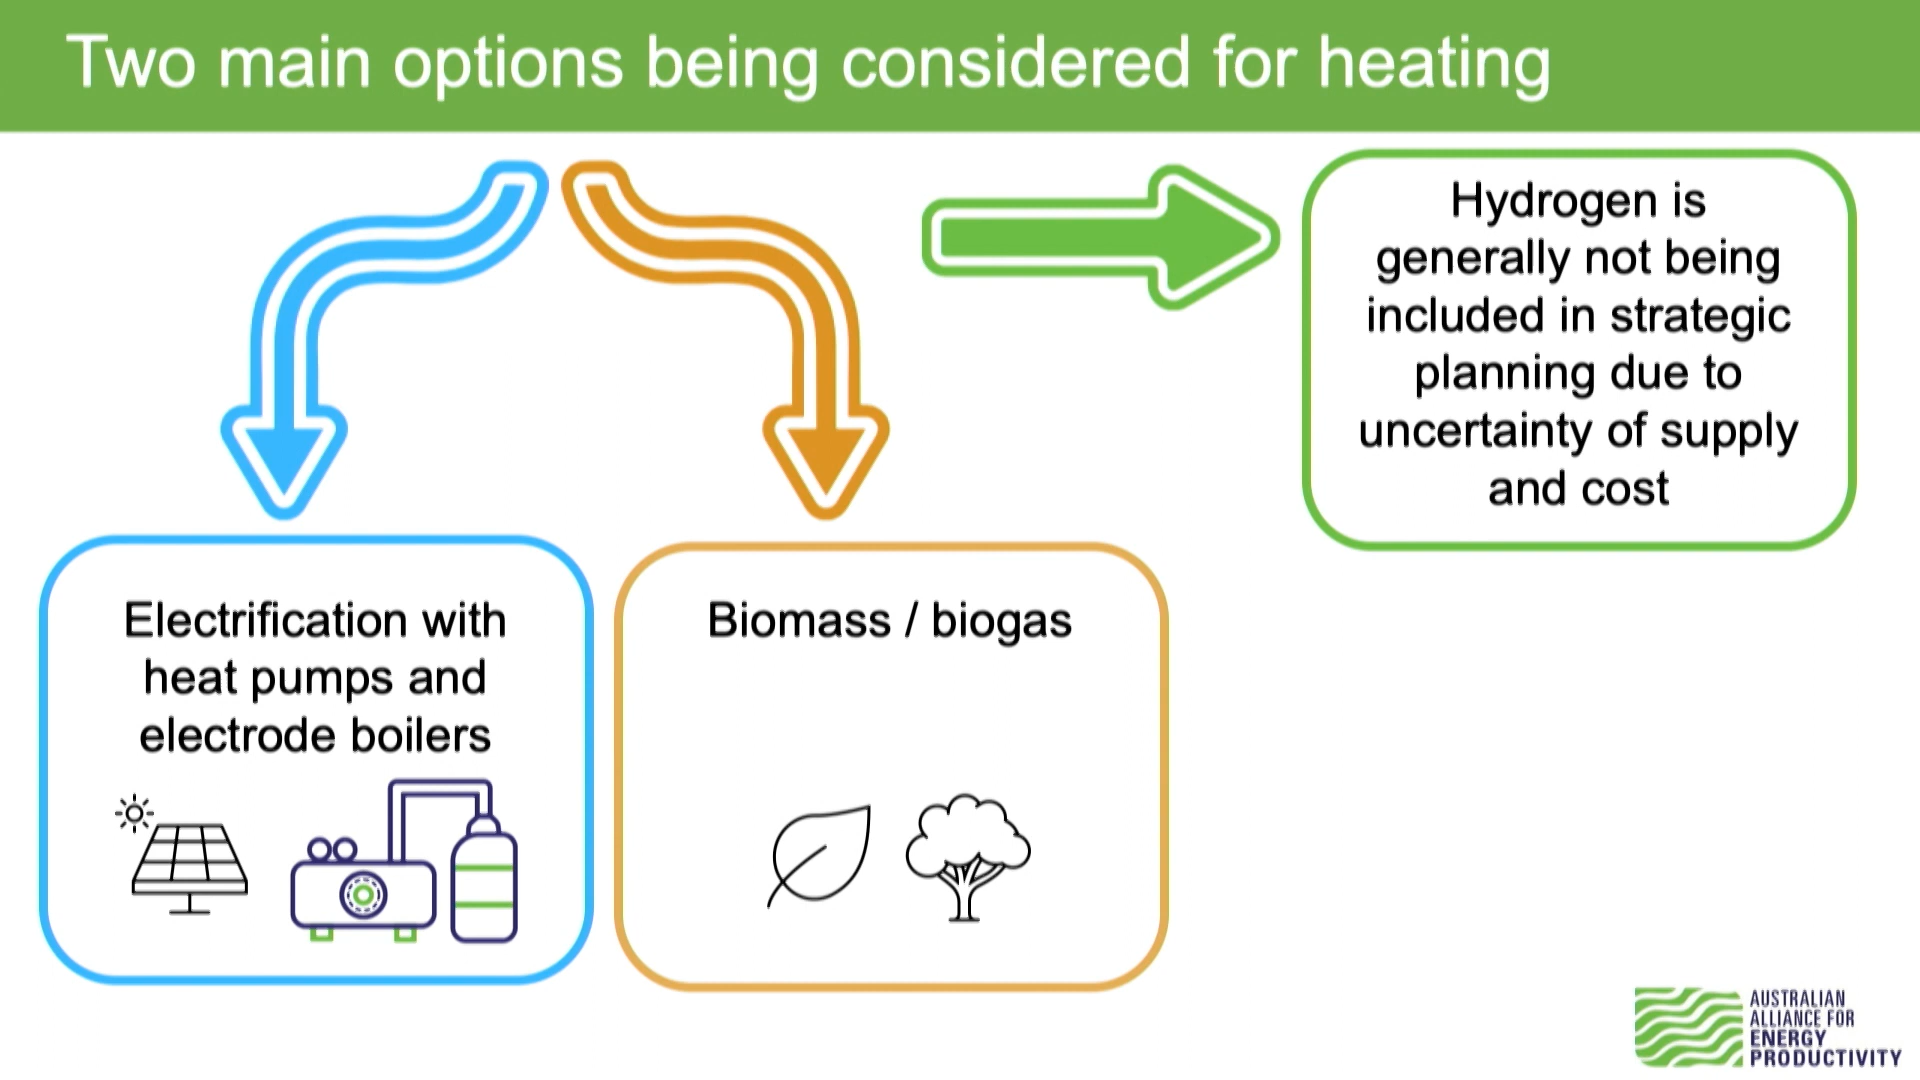 Two main options being considered for heating
Hydrogen is
generally not being
included in strategic
planning due to
uncertainty of supply
and cost
Electrification with
heat pumps and
electrode boilers
Biomass / biogas
AUSTRALIAN
ALLIANCE FOR
ENERGY
PRODUCTIVITY